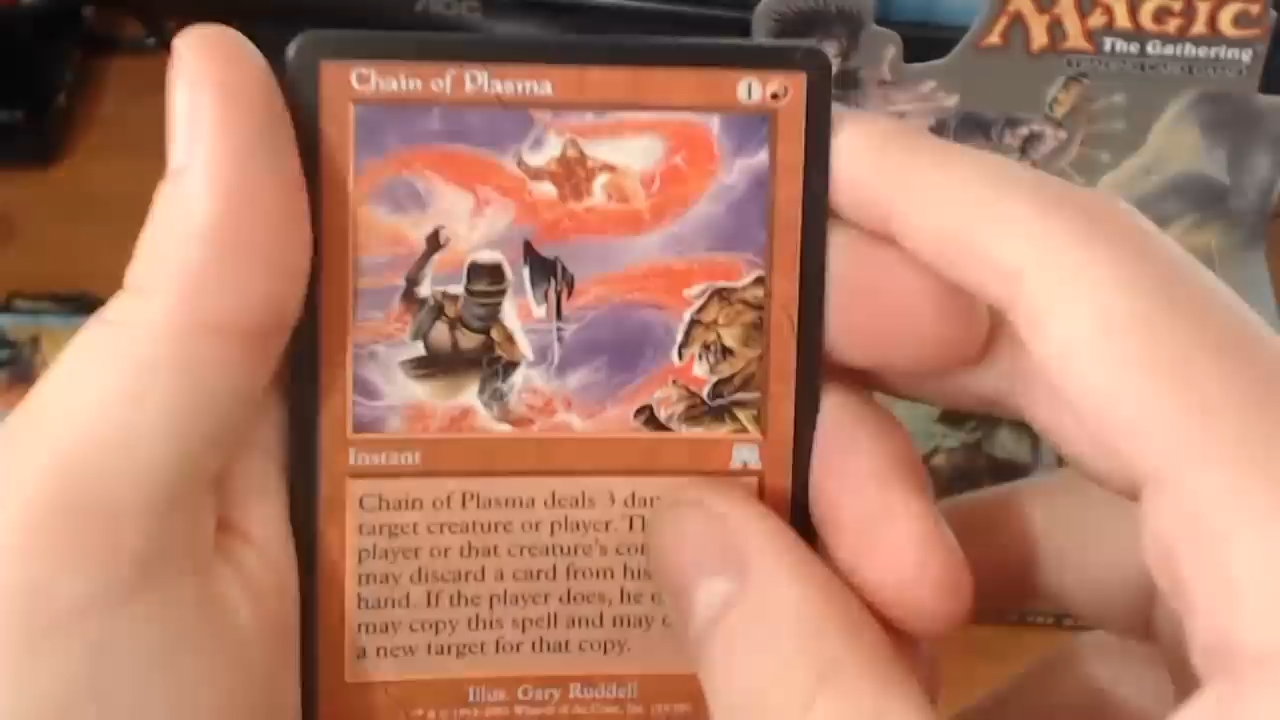 AOC
MAGIC
The Gathering
Chain of Plasma
1
Instant
Chain of Plasma deals 3
target creature or player.
player or that creature's
may discard a card from his
hand. If the player does, he
may copy this spell and may
a new target for that copy.
Illus. Gary Ruddell